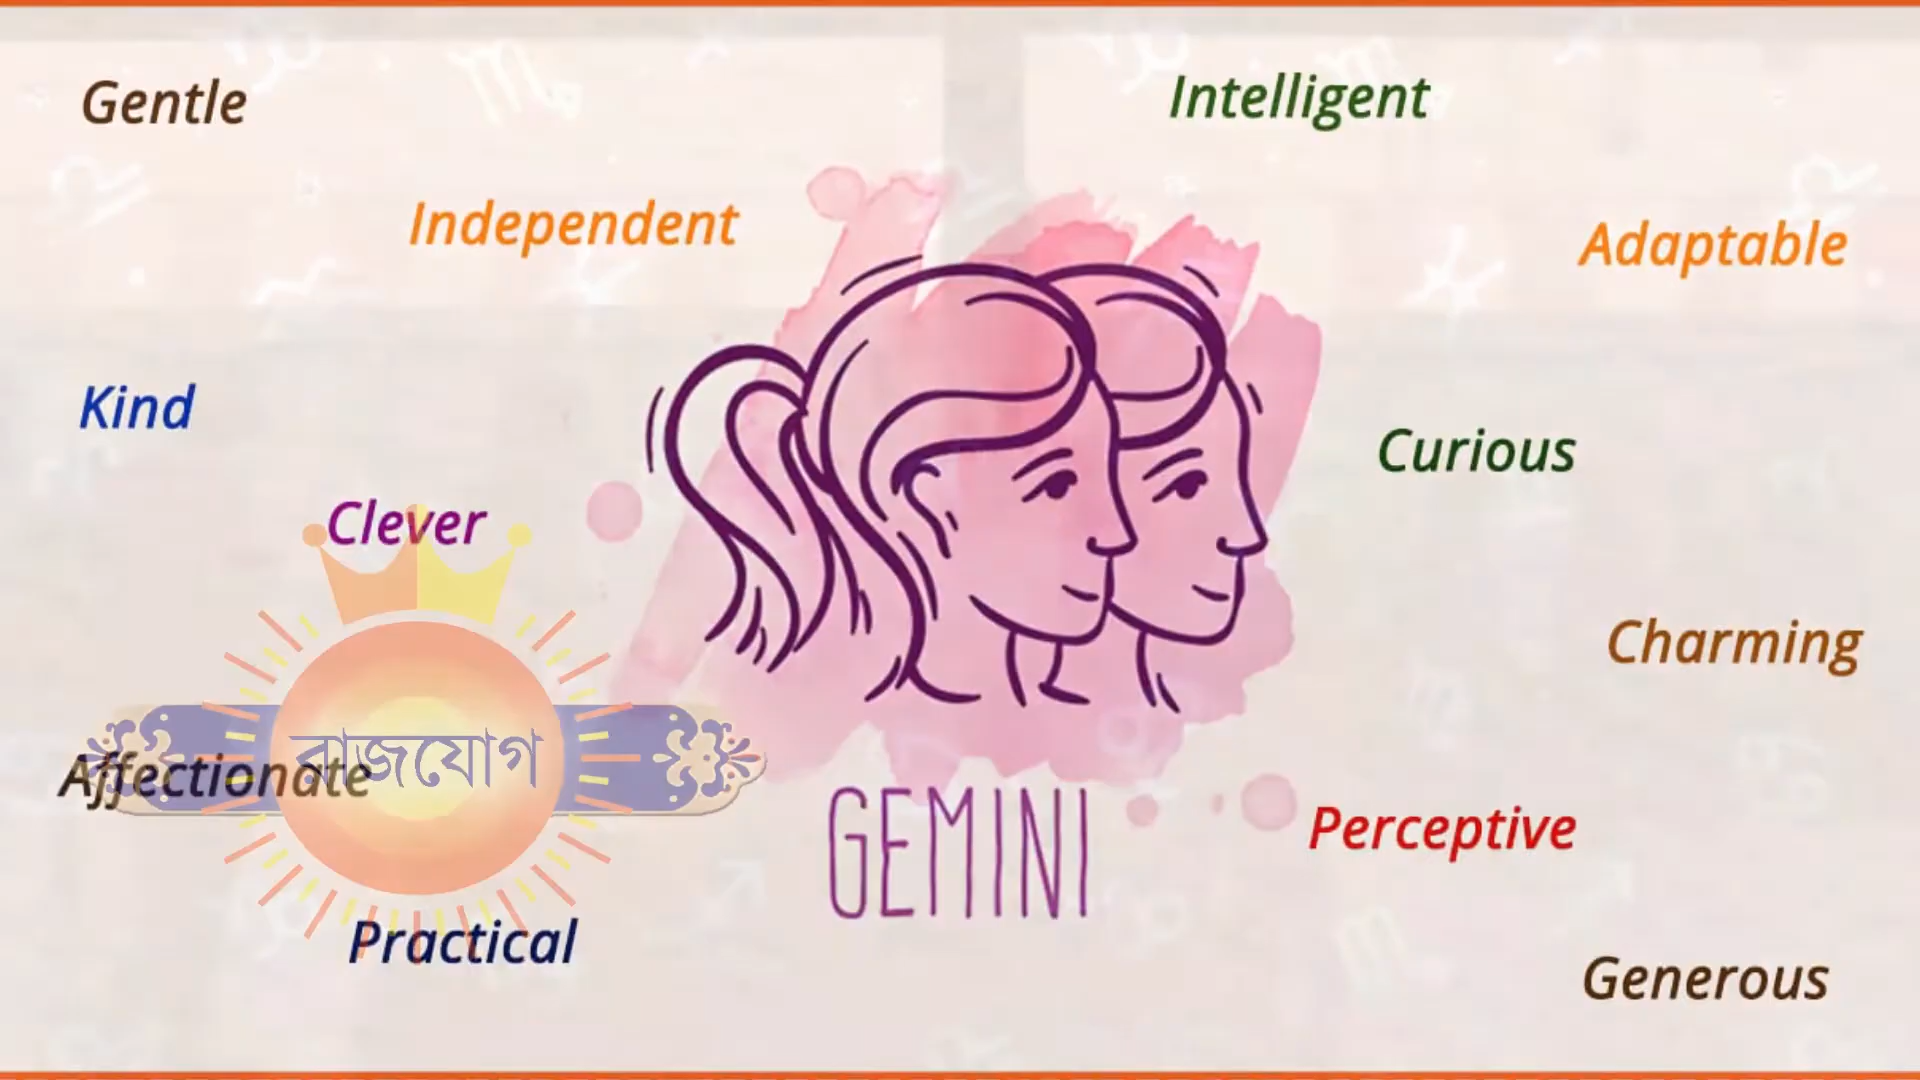 Gentle
Intelligent
Independent
Adaptable
Kind
Curious
Clever
Charming
রাজযোগ
Affectionate
GEMINI
Perceptive
Practical
Generous